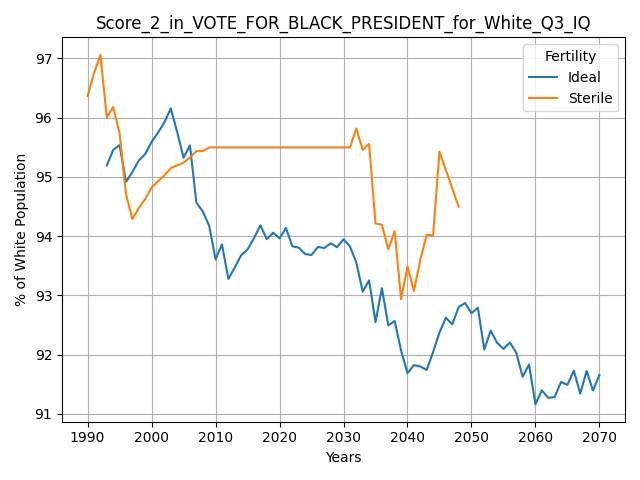 Score_2_in_VOTE_FOR_BLACK_PRESIDENT_for_White_Q3_IQ
Fertility
Ideal
Sterile
% of White Population
97
96
95
94
93
92
91
1990 2000 2010 2020 2030 2040 2050 2060 2070
Years